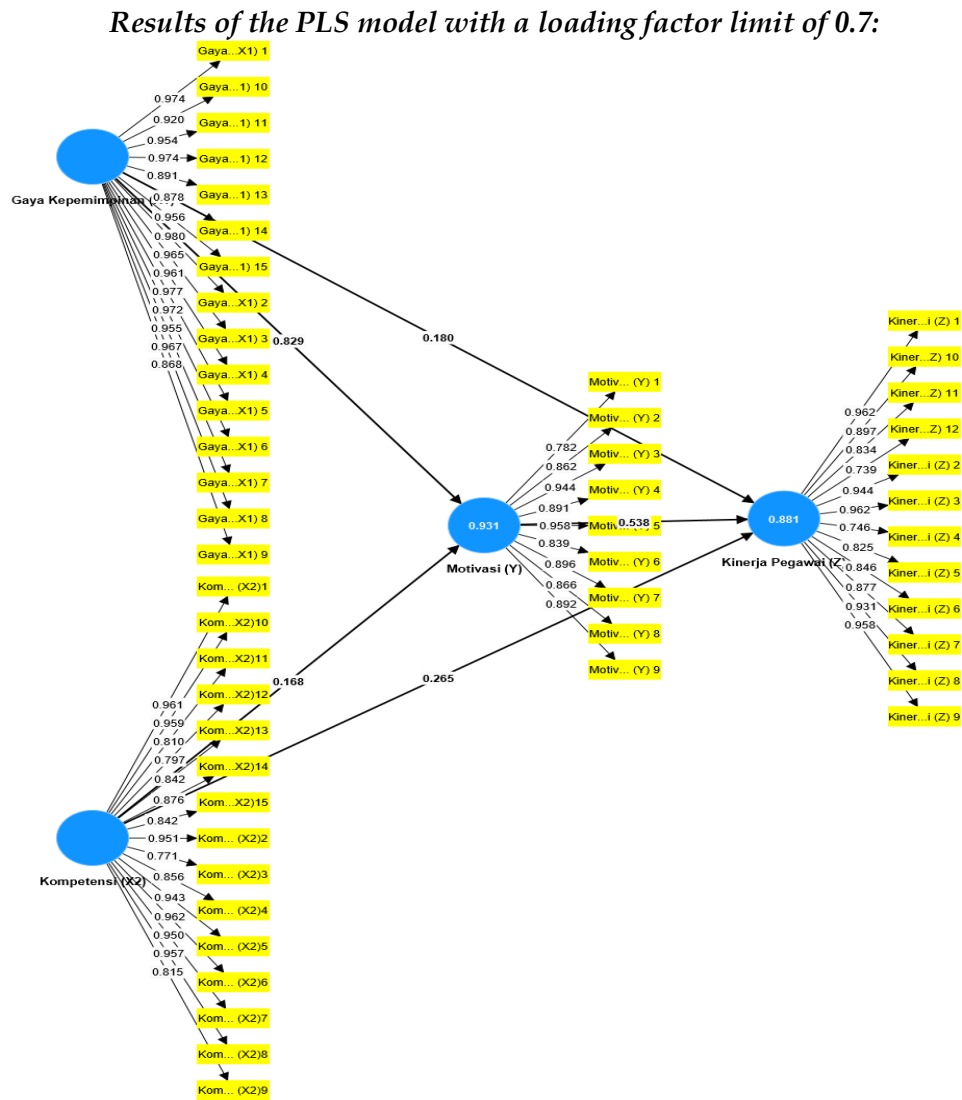 Results of the PLS model with a loading factor limit of 0.7:
Gaya...X1) 1
Gaya...1) 10
Gaya...1) 11
Gaya...1) 12
Gaya...1) 13
Gaya...1) 14
Gaya...1) 15
Gaya...X1) 2
Gaya...X1) 3
Gaya...X1) 4
Gaya...X1) 5
Gaya...X1) 6
Gaya...X1) 7
Gaya...X1) 8
Gaya...X1) 9
0.974
0.920
0.954
0.974
0.891
0.878
0.956
0.980
0.965
0.961
0.977
0.972
0.955
0.967
0.868
Gaya Kepemimpinan
0.829
0.180
Kom... (X2)1
Kom...X2)10
Kom...X2)11
Kom...X2)12
Kom...X2)13
Kom...X2)14
Kom...X2)15
Kom... (X2)2
Kom... (X2)3
Kom... (X2)4
Kom... (X2)5
Kom... (X2)6
Kom... (X2)7
Kom... (X2)8
Kom... (X2)9
0.961
0.959
0.810
0.797
0.842
0.876
0.842
0.951
0.771
0.856
0.943
0.962
0.950
0.957
0.815
Kompetensi (X2)
0.168
0.265
Motiv... (Y) 1
Motiv... (Y) 2
Motiv... (Y) 3
Motiv... (Y) 4
Motiv... 5
Motiv... (Y) 6
Motiv... (Y) 7
Motiv... (Y) 8
Motiv... (Y) 9
0.782
0.862
0.944
0.891
0.958
0.839
0.896
0.866
0.892
0.931
Motivasi (Y)
0.538
Kiner...i (Z) 1
Kiner...Z) 10
Kiner...Z) 11
Kiner...Z) 12
Kiner...i (Z) 2
Kiner...i (Z) 3
Kiner...i (Z) 4
Kiner...i (Z) 5
Kiner...i (Z) 6
Kiner...i (Z) 7
Kiner...i (Z) 8
Kiner...i (Z) 9
0.962
0.897
0.834
0.739
0.944
0.962
0.746
0.825
0.846
0.877
0.931
0.958
0.881
Kinerja Pegawai (Z)